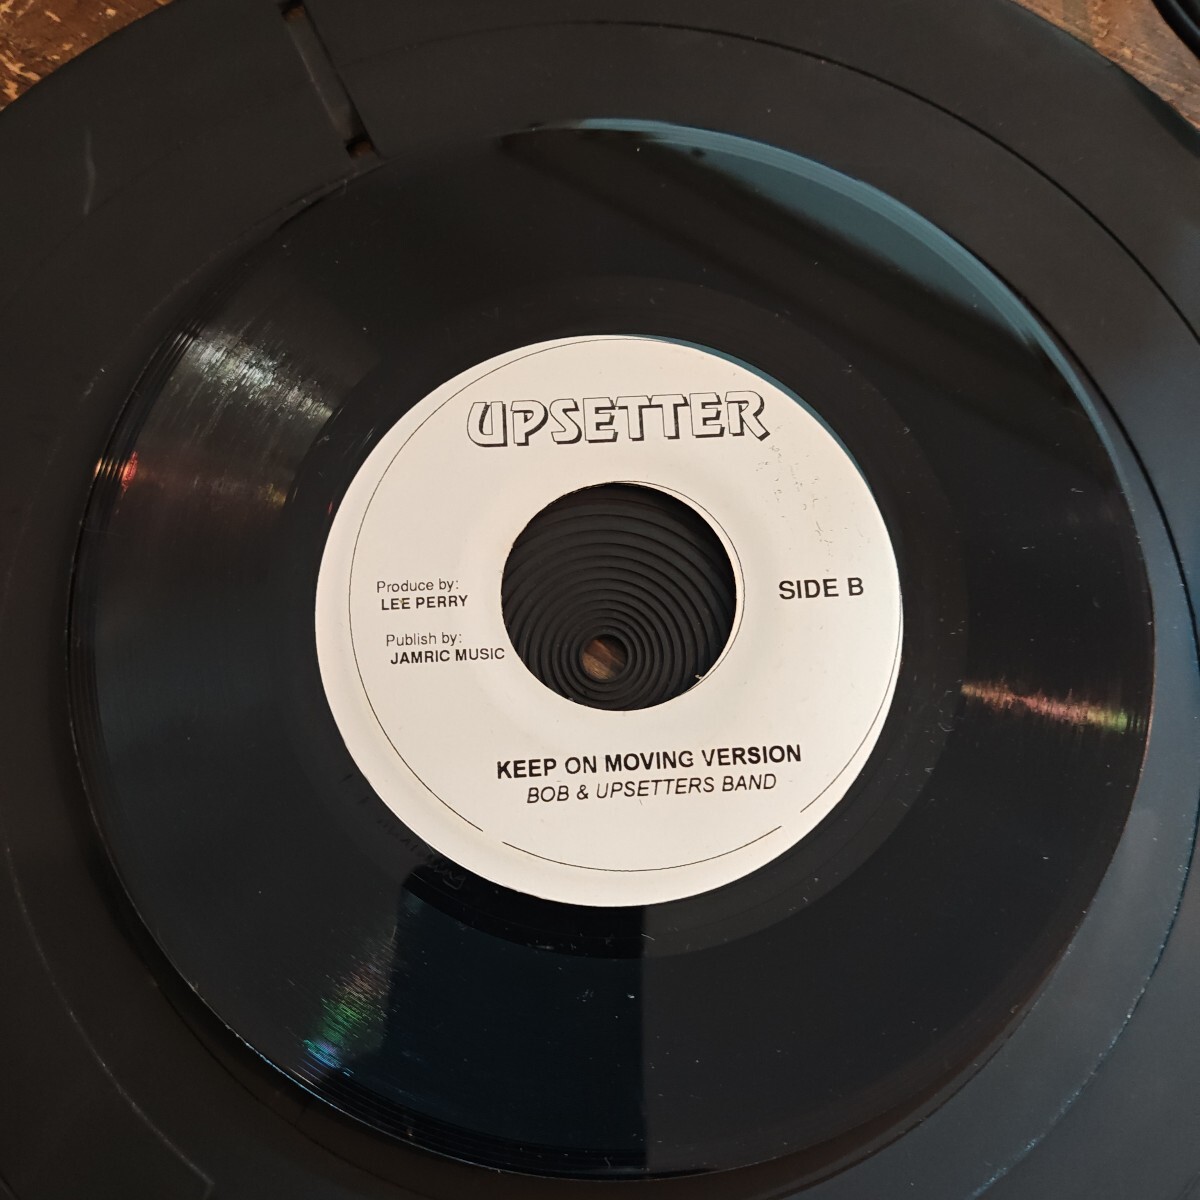 UPSETTER
Produce by:
LEE PERRY
Publish by:
JAMRIC MUSIC
SIDE B
KEEP ON MOVING VERSION
BOB & UPSETTERS BAND